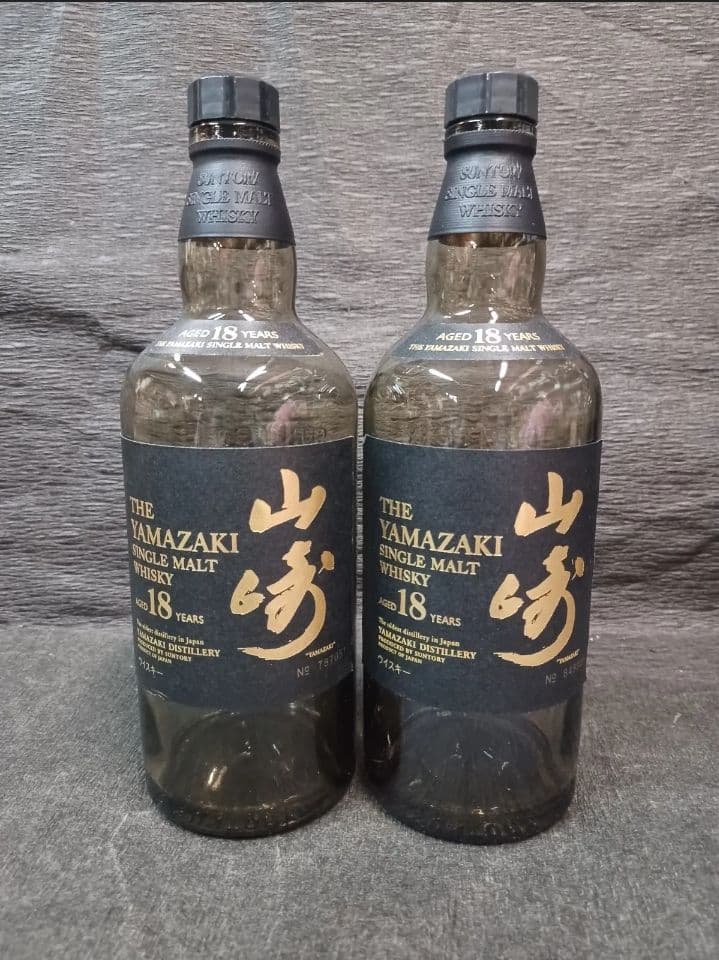 SUNTORY
SINGLE MALT
WHISKY
AGED 18 YEARS
THE YAMAZAKI SINGLE MALT WHISKY
THE
YAMAZAKI
SINGLE MALT
WHISKY
AGED 18 YEARS
The oldest distillery in Japan
YAMAZAKI DISTILLERY
PRODUCED BY SUNTORY
PRODUCT OF JAPAN
ウイスキー
山崎
"YAMAZAKI"
No
SUNTORY
SINGLE MALT
WHISKY
AGED 18 YEARS
THE YAMAZAKI SINGLE MALT WHISKY
THE
YAMAZAKI
SINGLE MALT
WHISKY
AGED 18 YEARS
The oldest distillery in Japan
YAMAZAKI DISTILLERY
PRODUCED BY SUNTORY
PRODUCT OF JAPAN
ウイスキー
山崎
"YAMAZAKI"
No